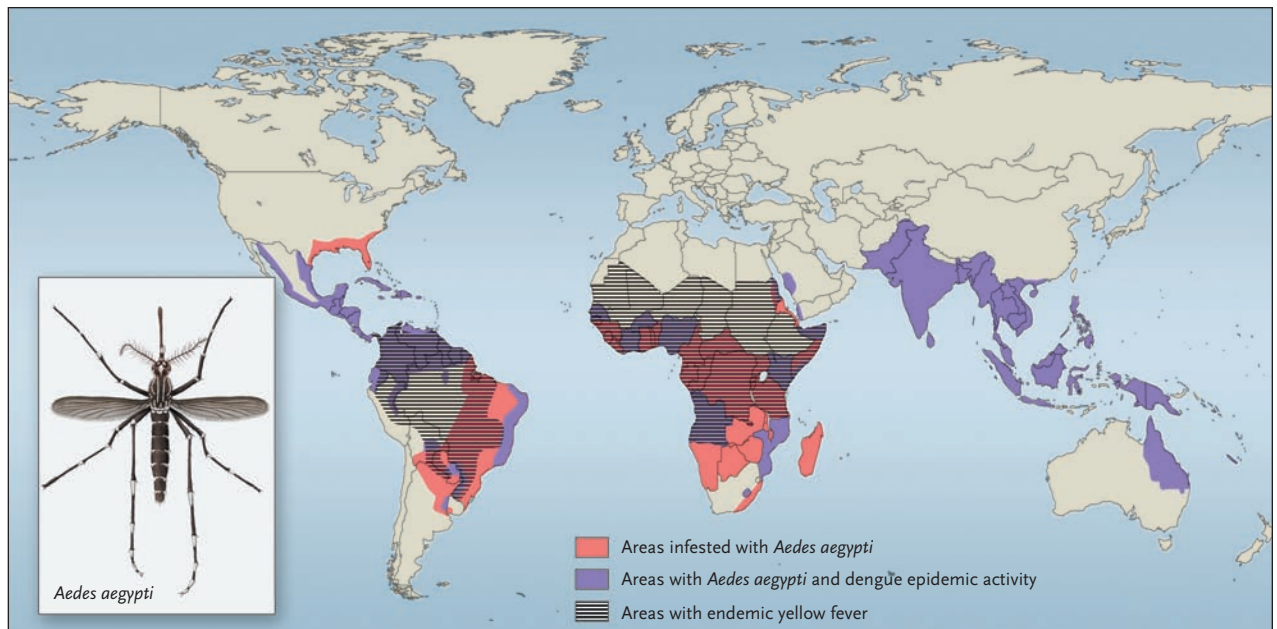 Aedes aegypti
Areas infested with Aedes aegypti
Areas with Aedes aegypti and dengue epidemic activity
Areas with endemic yellow fever